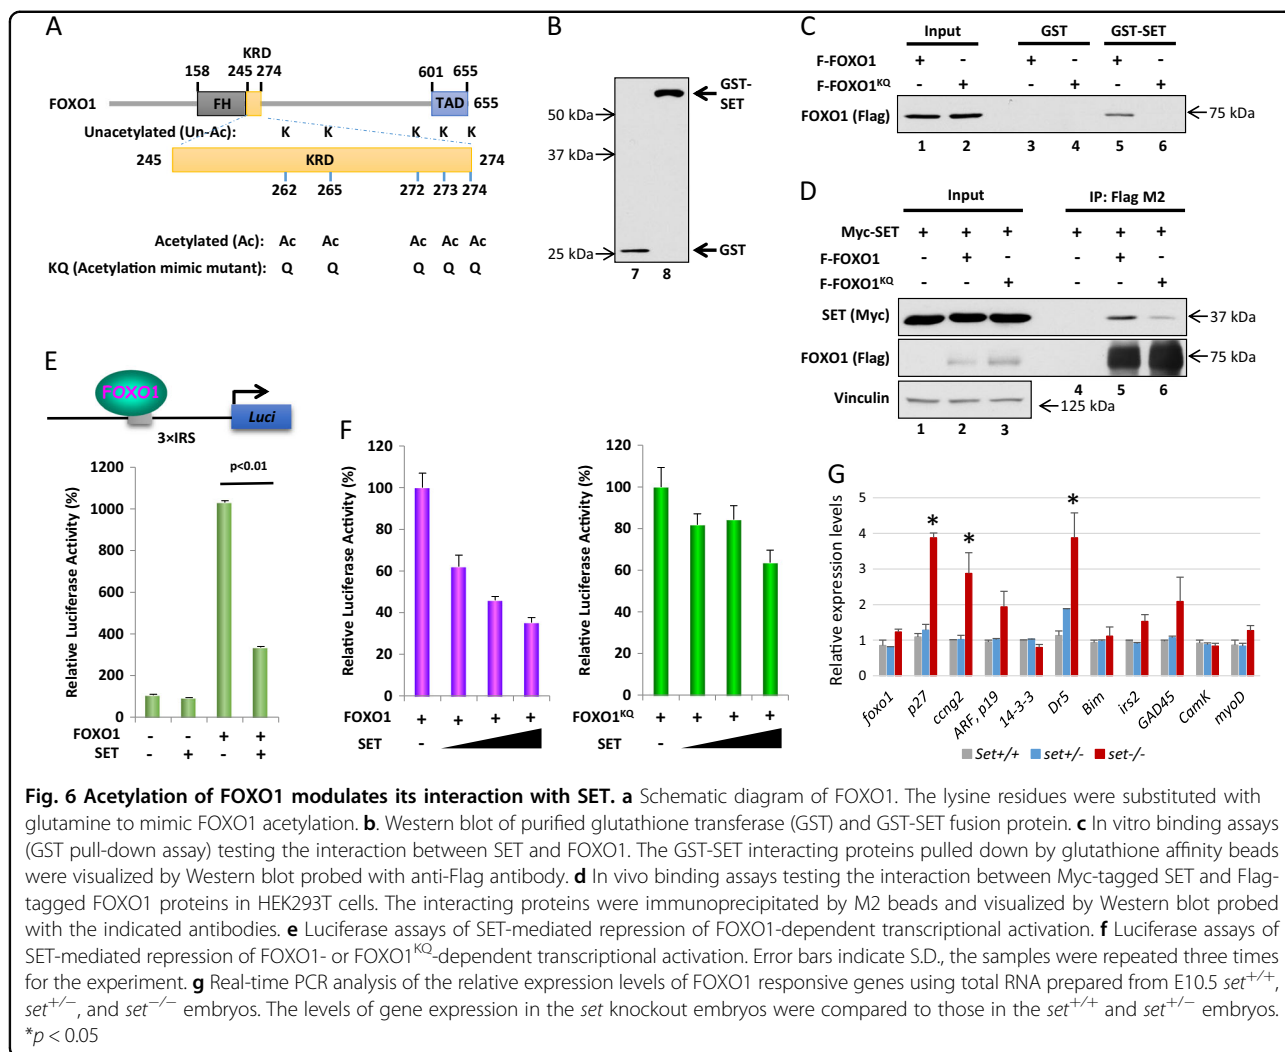 A
KRD
158 245 274 601 655
FOXO1 FH TAD 655
Unacetylated (Un-Ac): K K K K K
245 KRD 274
262 265 272 273 274
Acetylated (Ac): Ac Ac Ac Ac Ac
KQ (Acetylation mimic mutant): Q Q Q Q Q
B
GST-
SET
50 kDa
37 kDa
25 kDa
GST
7 8
C
Input GST GST-SET
F-FOXO1 + - + - + -
F-FOXO1KQ - + - + - +
FOXO1 (Flag) 75 kDa
1 2 3 4 5 6
D
Input IP: Flag M2
Myc-SET + + + + + +
F-FOXO1 - + - - + -
F-FOXO1KQ - - + - - +
SET (Myc) 37 kDa
FOXO1 (Flag) 75 kDa
4 5 6
Vinculin 125 kDa
1 2 3
E
FOXO1
Luci
3×IRS
p<0.01
Relative Luciferase Activity (%)
1200
1000
800
600
400
200
0
FOXO1 - - + +
SET - + - +
F
Relative Luciferase Activity (%)
120
100
80
60
40
20
0
FOXO1 + + + +
SET -
Relative Luciferase Activity (%)
120
100
80
60
40
20
0
FOXO1KQ + + + +
SET -
G
Relative expression levels
5
4
3
2
1
0
* * *
foxo1 p27 ccng2 ARF, p19 14-3-3 Dr5 Bim irs2 GAD45 CamK myoD
Set+/+ set+/- set-/-
Fig. 6 Acetylation of FOXO1 modulates its interaction with SET. a Schematic diagram of FOXO1. The lysine residues were substituted with
glutamine to mimic FOXO1 acetylation. b. Western blot of purified glutathione transferase (GST) and GST-SET fusion protein. c In vitro binding assays
(GST pull-down assay) testing the interaction between SET and FOXO1. The GST-SET interacting proteins pulled down by glutathione affinity beads
were visualized by Western blot probed with anti-Flag antibody. d In vivo binding assays testing the interaction between Myc-tagged SET and Flag-
tagged FOXO1 proteins in HEK293T cells. The interacting proteins were immunoprecipitated by M2 beads and visualized by Western blot probed
with the indicated antibodies. e Luciferase assays of SET-mediated repression of FOXO1-dependent transcriptional activation. f Luciferase assays of
SET-mediated repression of FOXO1- or FOXO1KQ-dependent transcriptional activation. Error bars indicate S.D., the samples were repeated three times
for the experiment. g Real-time PCR analysis of the relative expression levels of FOXO1 responsive genes using total RNA prepared from E10.5 set+/+,
set+/−, and set−/− embryos. The levels of gene expression in the set knockout embryos were compared to those in the set+/+ and set+/− embryos.
*p < 0.05